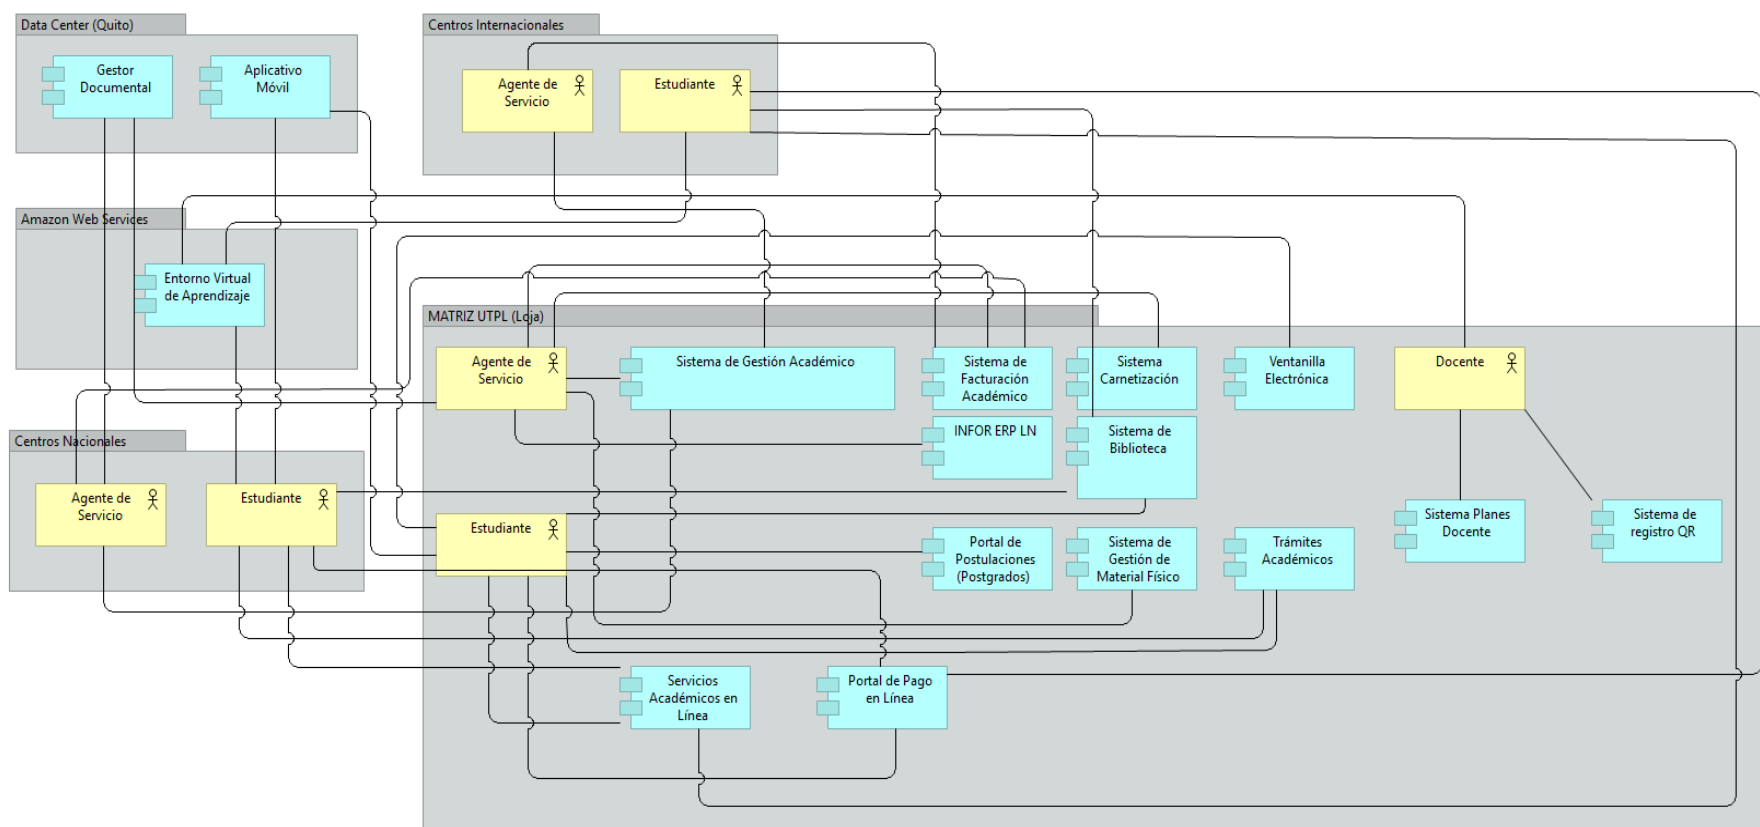 Data Center (Quito)
Gestor
Documental
Aplicativo
Móvil
Centros Internacionales
Agente de
Servicio
Estudiante
Amazon Web Services
Entorno Virtual
de Aprendizaje
MATRIZ UTPL (Loja)
Agente de
Servicio
Sistema de Gestión Académico
Sistema de
Facturación
Académico
Sistema
Carnetización
Ventanilla
Electrónica
Docente
INFOR ERP LN
Sistema de
Biblioteca
Centros Nacionales
Agente de
Servicio
Estudiante
Estudiante
Portal de
Postulaciones
(Postgrados)
Sistema de
Gestión de
Material Físico
Trámites
Académicos
Sistema Planes
Docente
Sistema de
registro QR
Servicios
Académicos en
Línea
Portal de Pago
en Línea